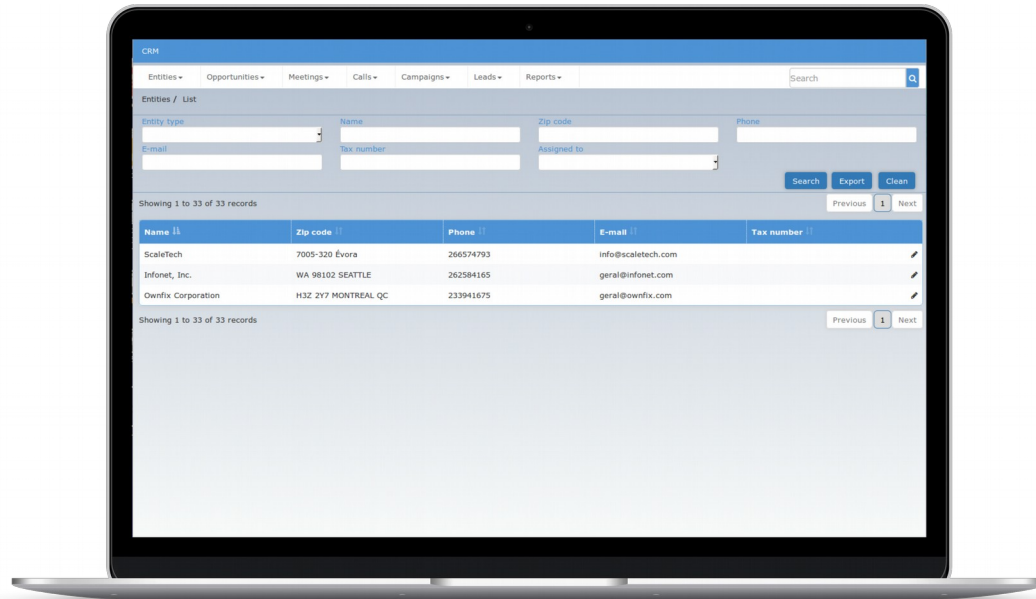 CRM
Entities Opportunities Meetings Calls Campaigns Leads Reports Search
Entities / List
Entity type Name Zip code Phone
E-mail Tax number Assigned to
Search Export Clean
Showing 1 to 33 of 33 records Previous 1 Next
Name Zip code Phone E-mail Tax number
ScaleTech 7005-320 Évora 266574793 info@scaletech.com
Infonet, Inc. WA 98102 SEATTLE 262584165 geral@infonet.com
Ownfix Corporation H3Z 2Y7 MONTREAL QC 233941675 geral@ownfix.com
Showing 1 to 33 of 33 records Previous 1 Next